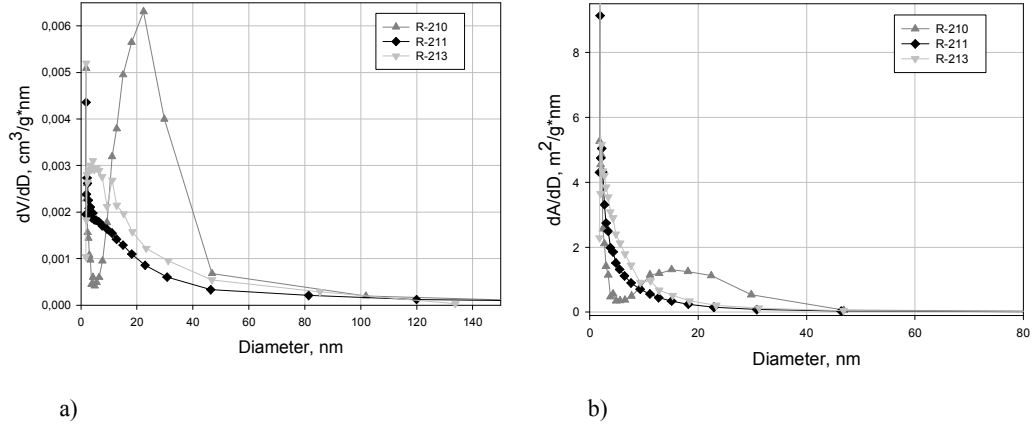 dV/dD, cm³/g*nm
0,006
0,005
0,004
0,003
0,002
0,001
0,000
0 20 40 60 80 100 120 140
Diameter, nm
R-210
R-211
R-213
a)
dA/dD, m²/g*nm
8
6
4
2
0
0 20 40 60 80
Diameter, nm
R-210
R-211
R-213
b)